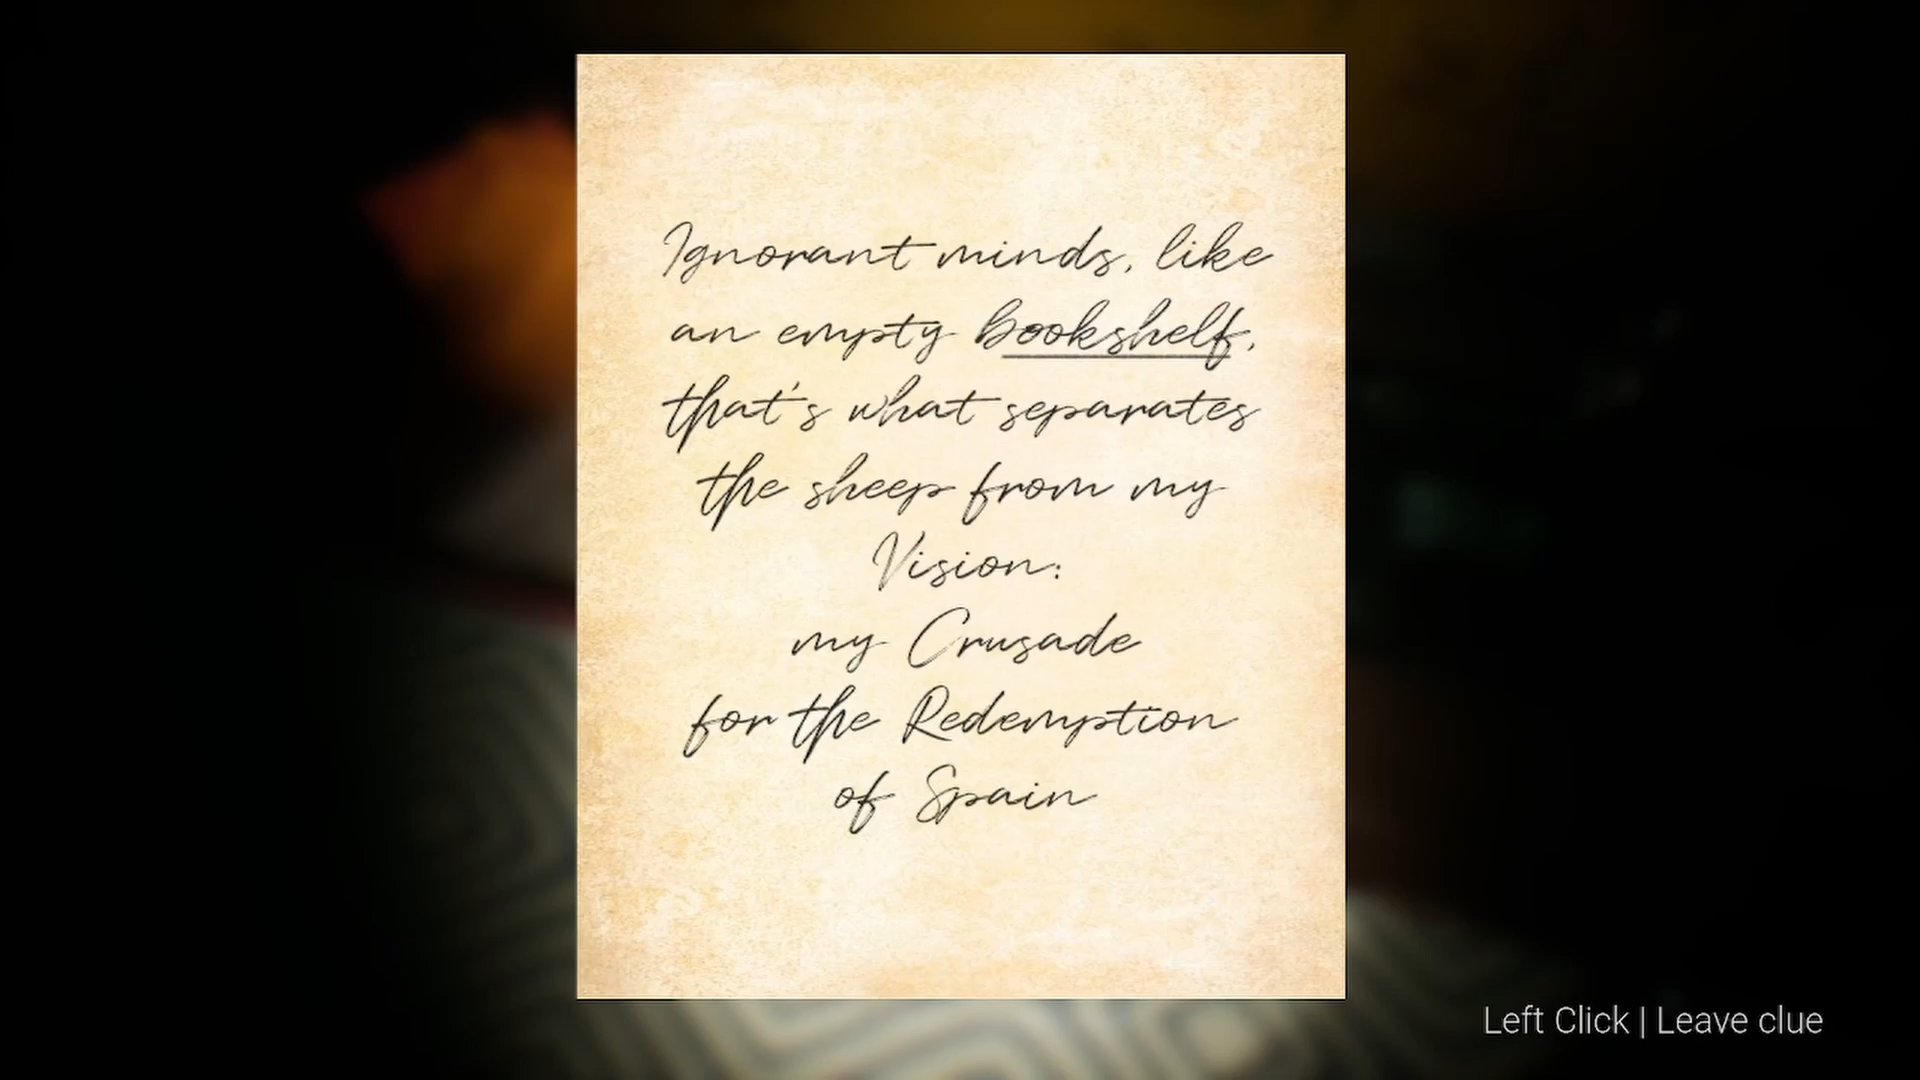 Ignorant minds, like
an empty bookshelf,
that's what separates
the sheep from my
Vision:
my Crusade
for the Redemption
of Spain
Left Click | Leave clue